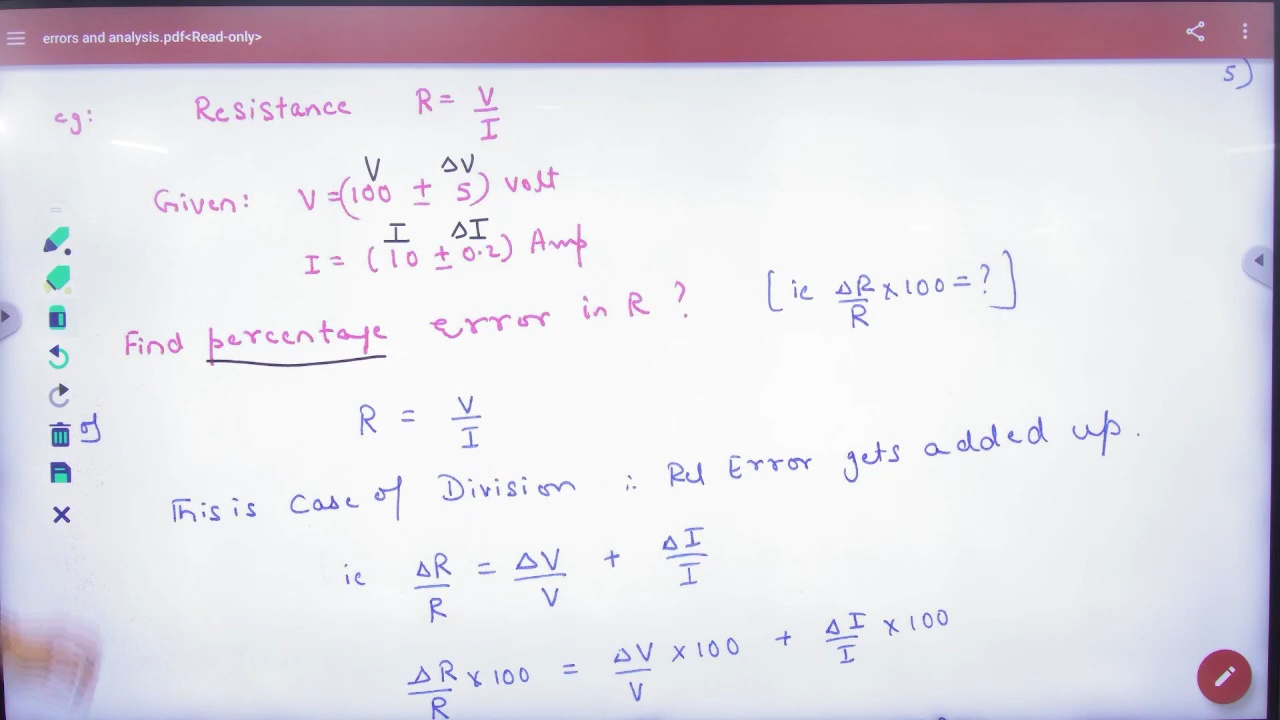 errors and analysis.pdf<Read-only>
5)
eg: Resistance R = V/I
V ΔV
Given: V = (100 ± 5) volt
I ΔI
I = (10 ± 0.2) Amp
Find percentage error in R ? [ie ΔR/R × 100 = ?]
of
R = V/I
This is Case of Division ∴ Rel Error gets added up.
ie ΔR/R = ΔV/V + ΔI/I
ΔR/R × 100 = ΔV/V × 100 + ΔI/I × 100